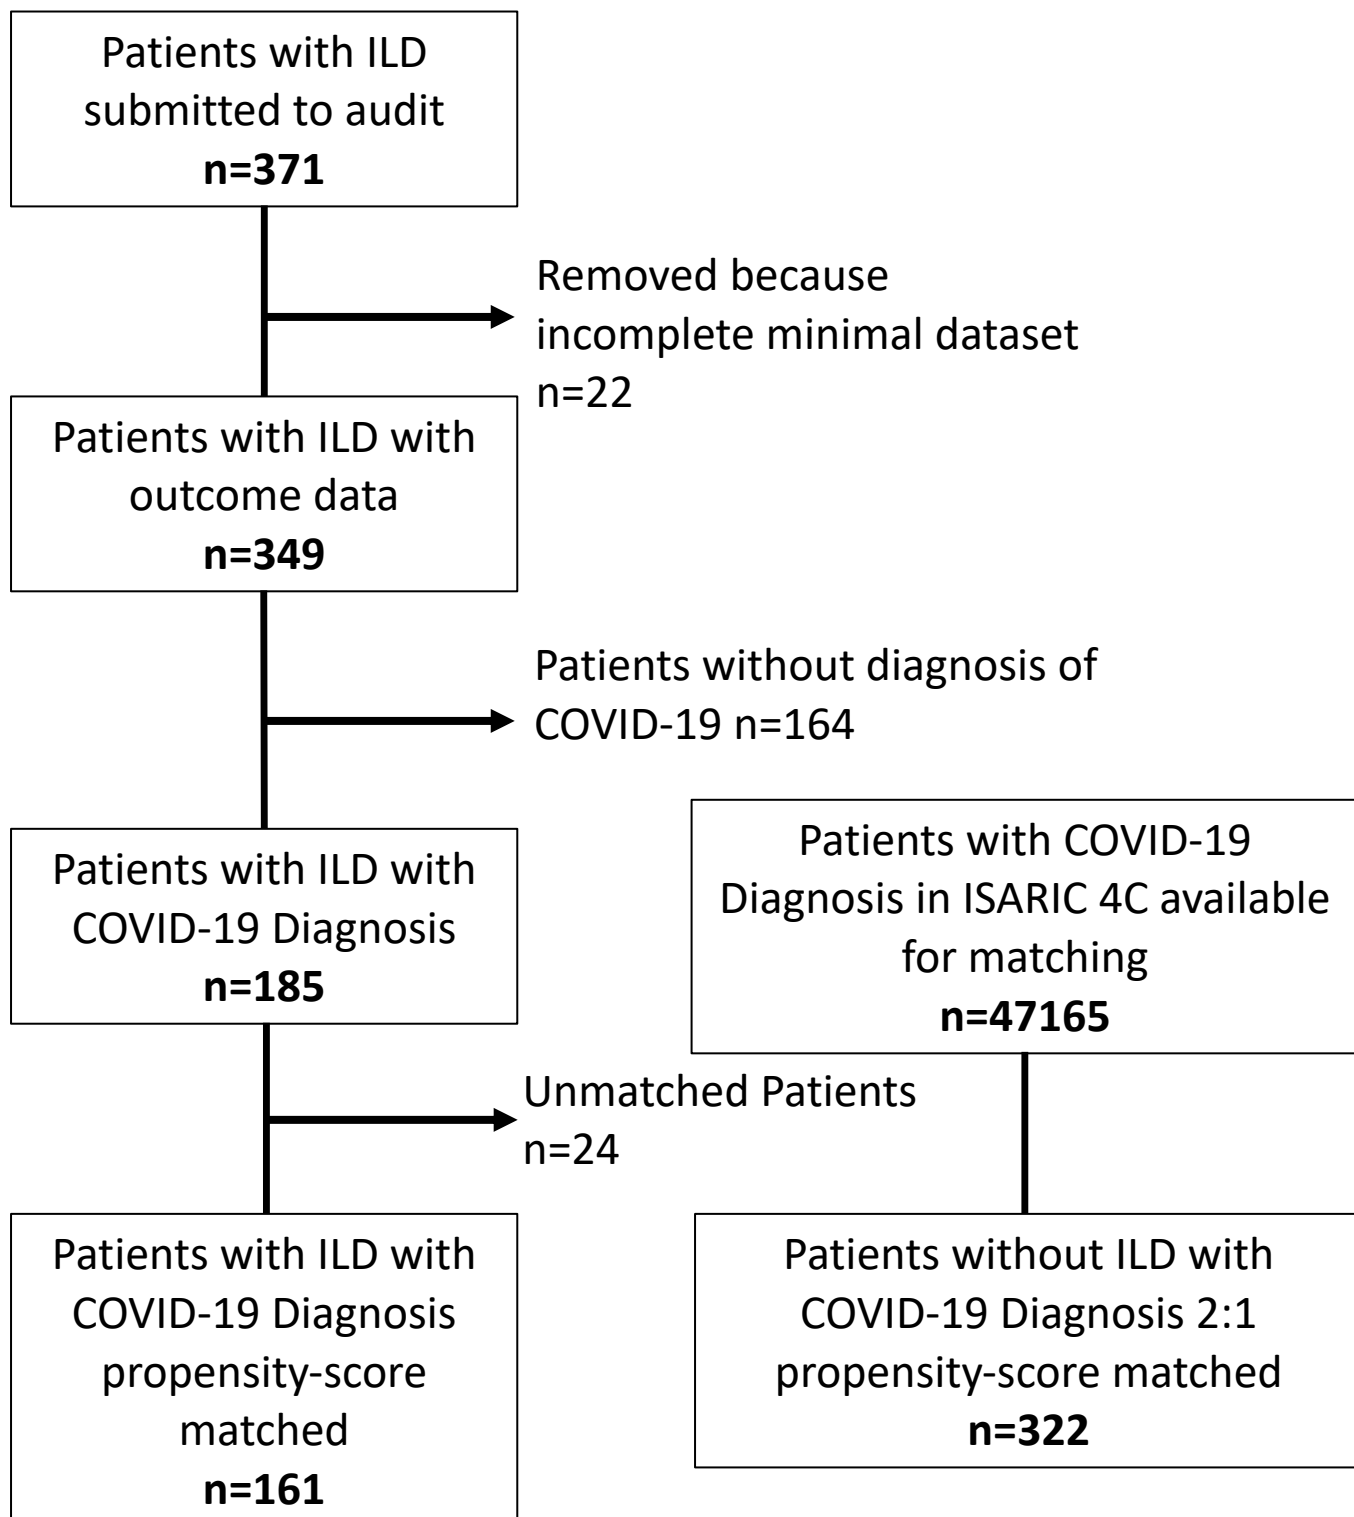 Patients with ILD
submitted to audit
n=371
Removed because
incomplete minimal dataset
n=22
Patients with ILD with
outcome data
n=349
Patients without diagnosis of
COVID-19 n=164
Patients with ILD with
COVID-19 Diagnosis
n=185
Patients with COVID-19
Diagnosis in ISARIC 4C available
for matching
n=47165
Unmatched Patients
n=24
Patients with ILD with
COVID-19 Diagnosis
propensity-score
matched
n=161
Patients without ILD with
COVID-19 Diagnosis 2:1
propensity-score matched
n=322